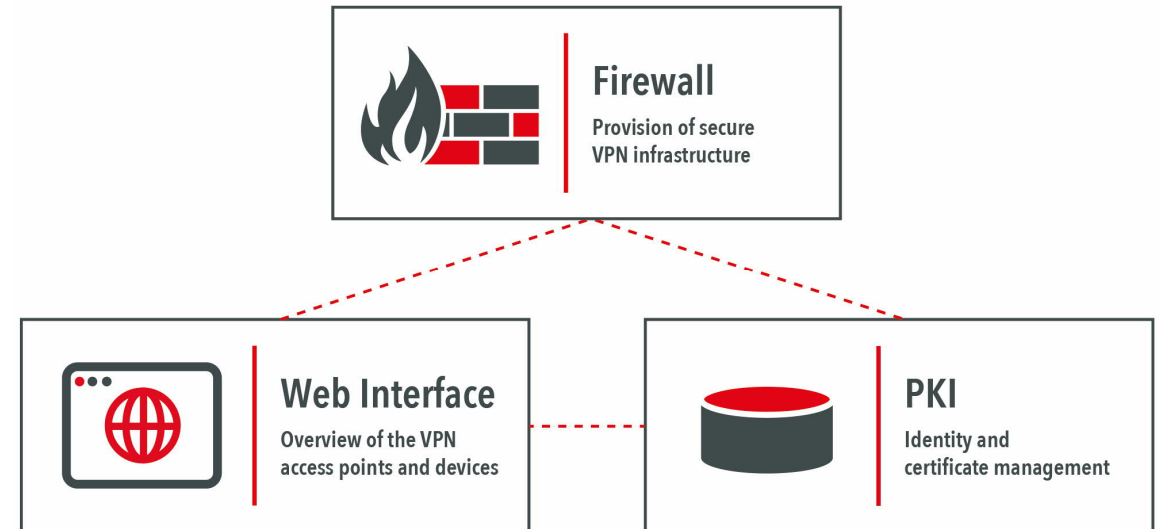 Firewall
Provision of secure
VPN infrastructure
Web Interface
Overview of the VPN
access points and devices
PKI
Identity and
certificate management